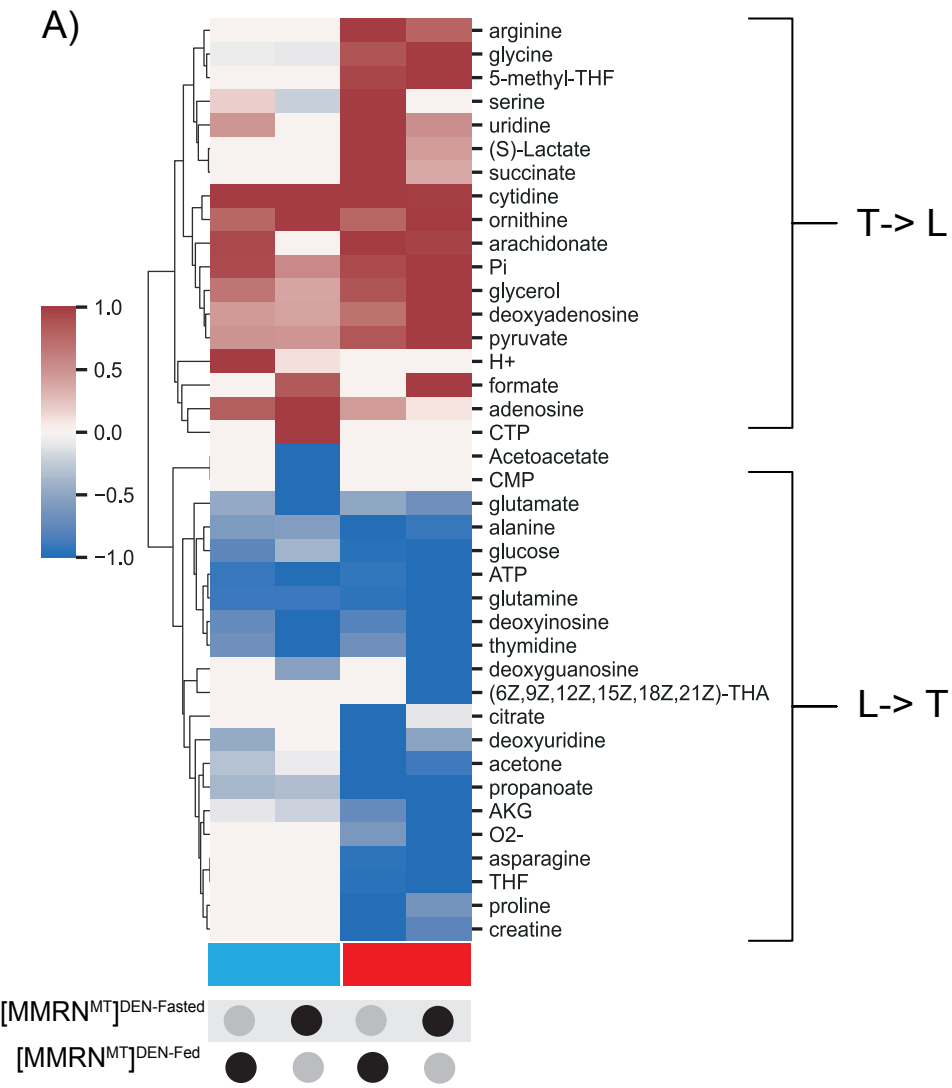 A)
arginine
glycine
5-methyl-THF
serine
uridine
(S)-Lactate
succinate
cytidine
ornithine
arachidonate
Pi
glycerol
deoxyadenosine
pyruvate
H+
formate
adenosine
CTP
Acetoacetate
CMP
glutamate
alanine
glucose
ATP
glutamine
deoxyinosine
thymidine
deoxyguanosine
(6Z,9Z,12Z,15Z,18Z,21Z)-THA
citrate
deoxyuridine
acetone
propanoate
AKG
O2-
asparagine
THF
proline
creatine
T-> L
L-> T
1.0
0.5
0.0
−0.5
−1.0
[MMRN^MT]^DEN-Fasted
[MMRN^MT]^DEN-Fed